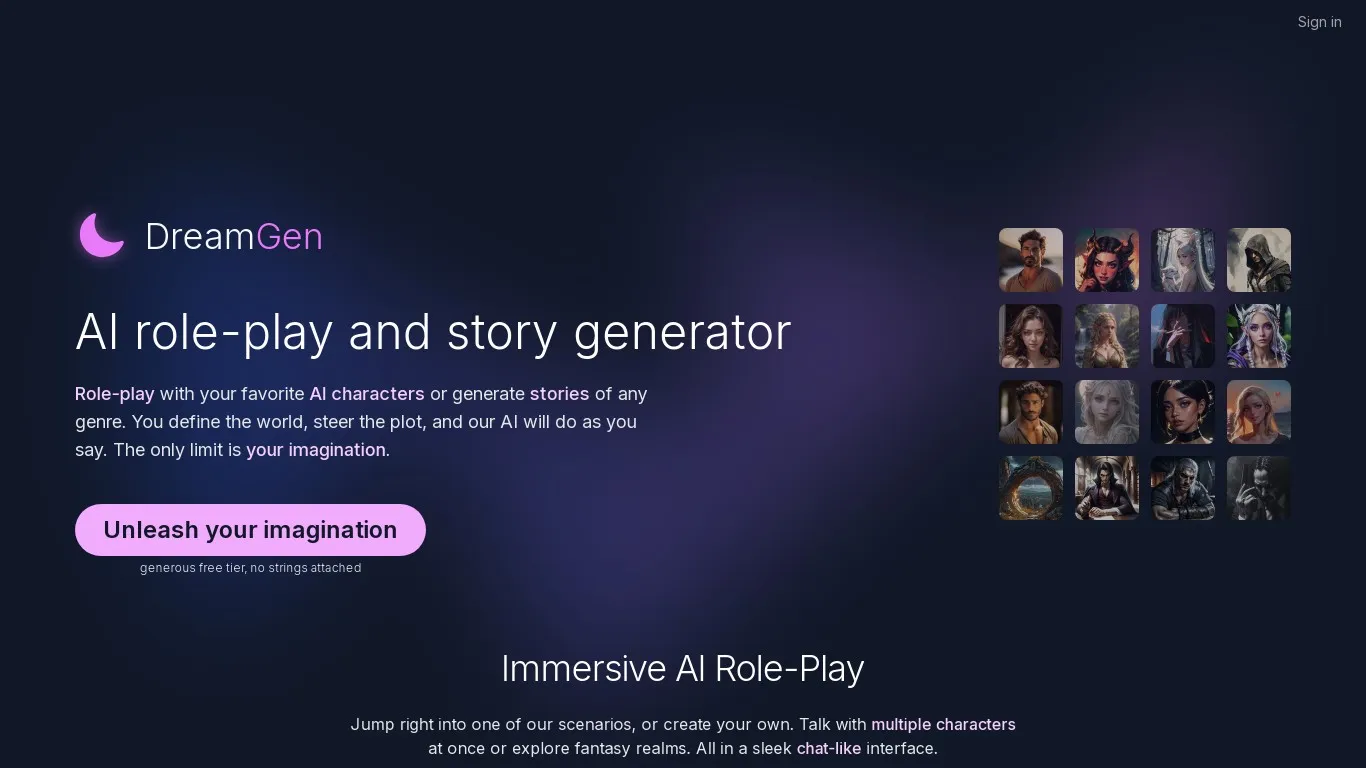 Sign in
DreamGen
AI role-play and story generator
Role-play with your favorite AI characters or generate stories of any
genre. You define the world, steer the plot, and our AI will do as you
say. The only limit is your imagination.
Unleash your imagination
generous free tier, no strings attached
Immersive AI Role-Play
Jump right into one of our scenarios, or create your own. Talk with multiple characters
at once or explore fantasy realms. All in a sleek chat-like interface.